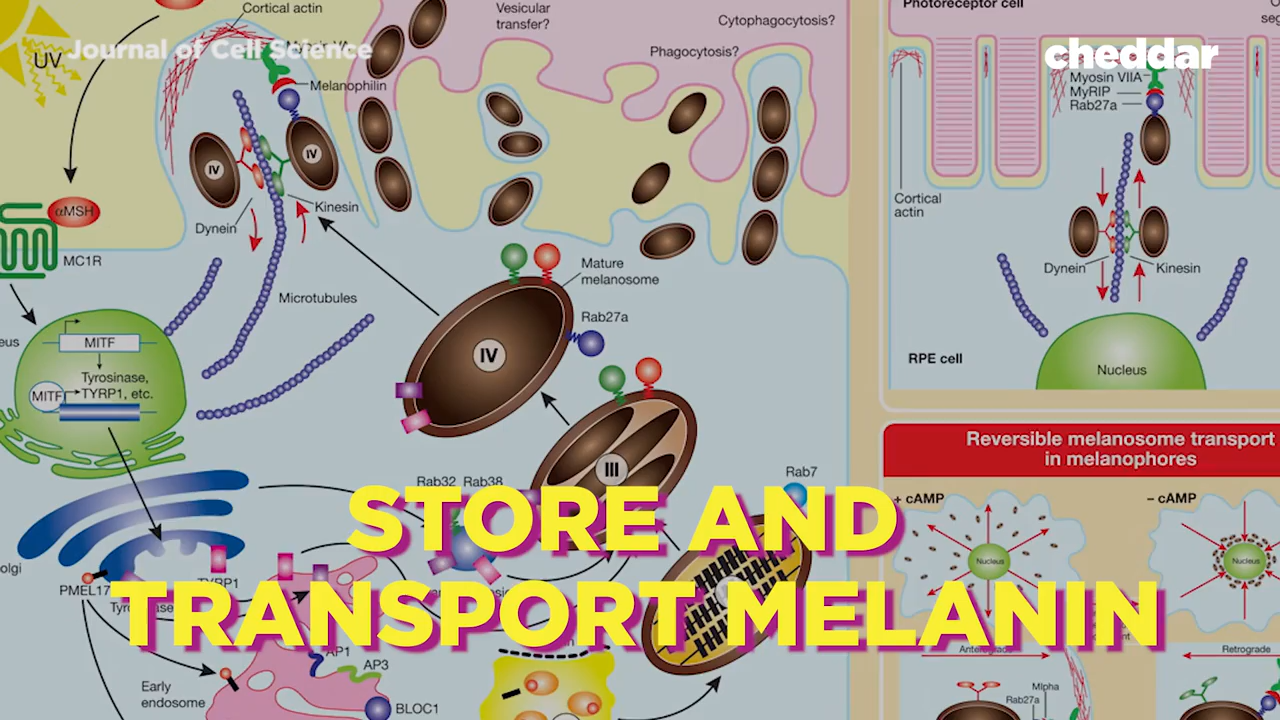 Cortical actin
Vesicular
transfer?
Cytophagocytosis?
Photoreceptor cell
UV
Journal of Cell Science
Phagocytosis?
cheddar
Melanophilin
Myosin VIIA
MyRIP
Rab27a
IV
IV
αMSH
Dynein
Kinesin
Cortical
actin
MC1R
Mature
melanosome
Dynein
Kinesin
Microtubules
Rab27a
MITF
IV
RPE cell
Nucleus
Tyrosinase,
TYRP1, etc.
MITF
Reversible melanosome transport
in melanophores
III
Rab7
Rab32 Rab38
+ cAMP
– cAMP
STORE AND
TRANSPORT MELANIN
Nucleus
Nucleus
PMEL17
TYRP1
Tyrosinase
AP1
AP3
Retrograde
Early
endosome
BLOC1
Mlpha
Rab27a